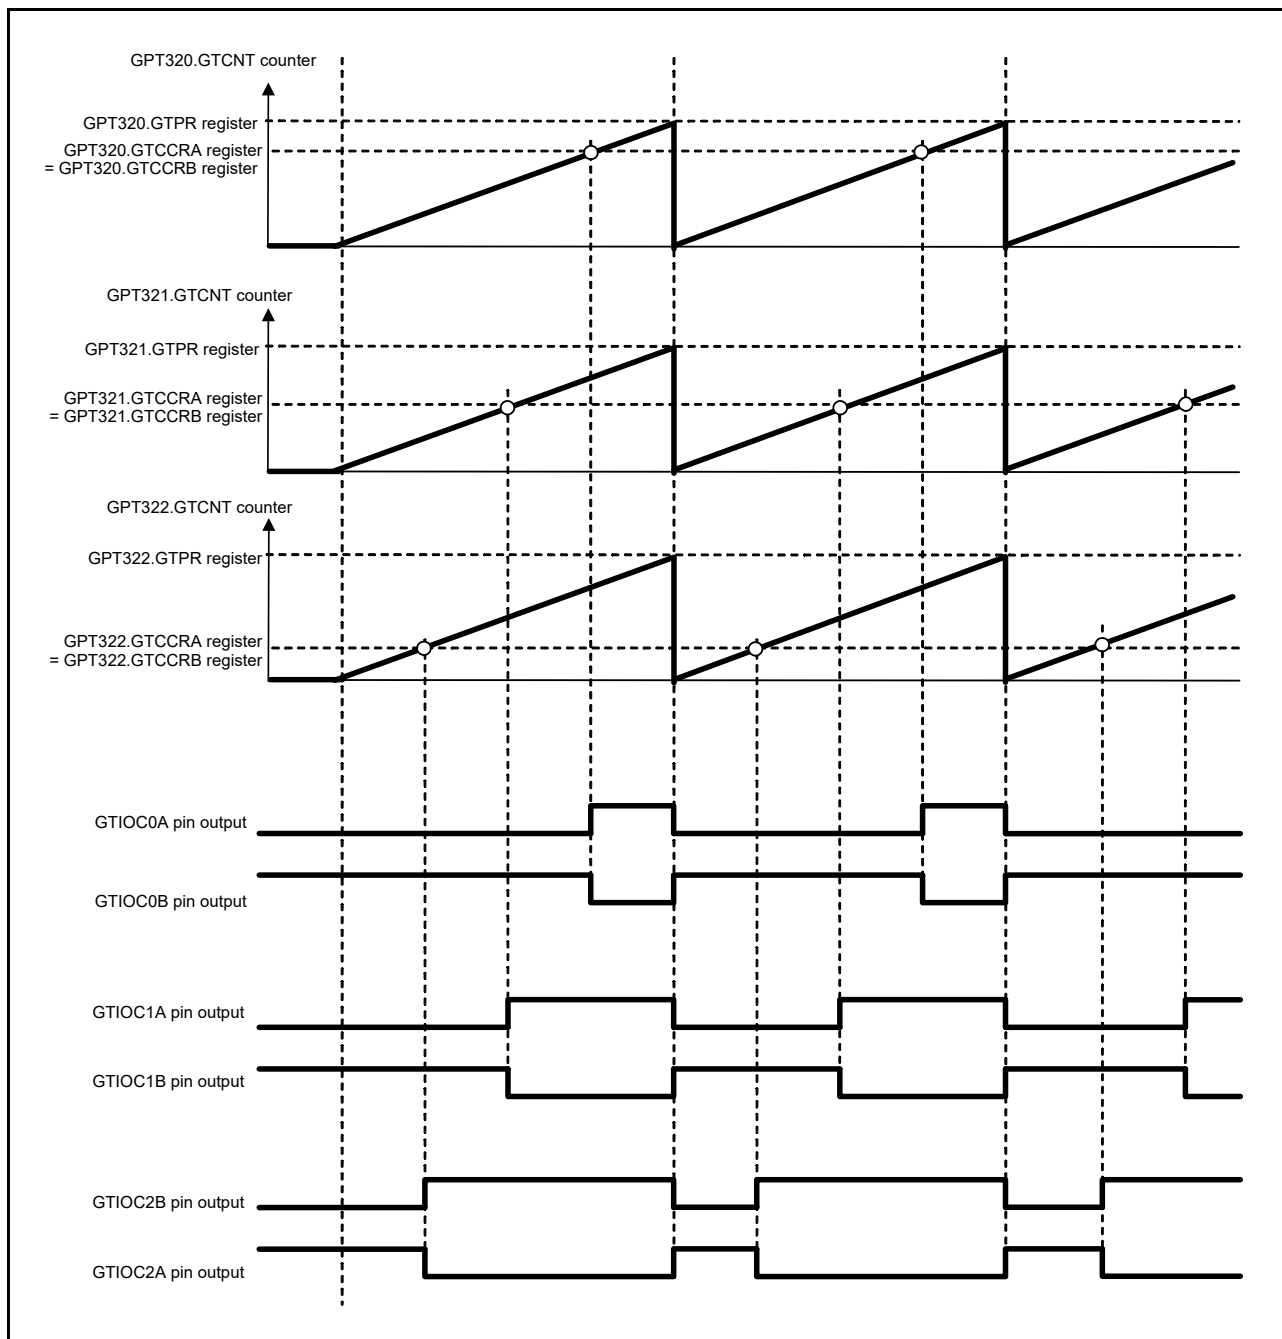 GPT320.GTCNT counter
GPT320.GTPR register
GPT320.GTCCRA register
= GPT320.GTCCRB register
GPT321.GTCNT counter
GPT321.GTPR register
GPT321.GTCCRA register
= GPT321.GTCCRB register
GPT322.GTCNT counter
GPT322.GTPR register
GPT322.GTCCRA register
= GPT322.GTCCRB register
GTIOC0A pin output
GTIOC0B pin output
GTIOC1A pin output
GTIOC1B pin output
GTIOC2B pin output
GTIOC2A pin output